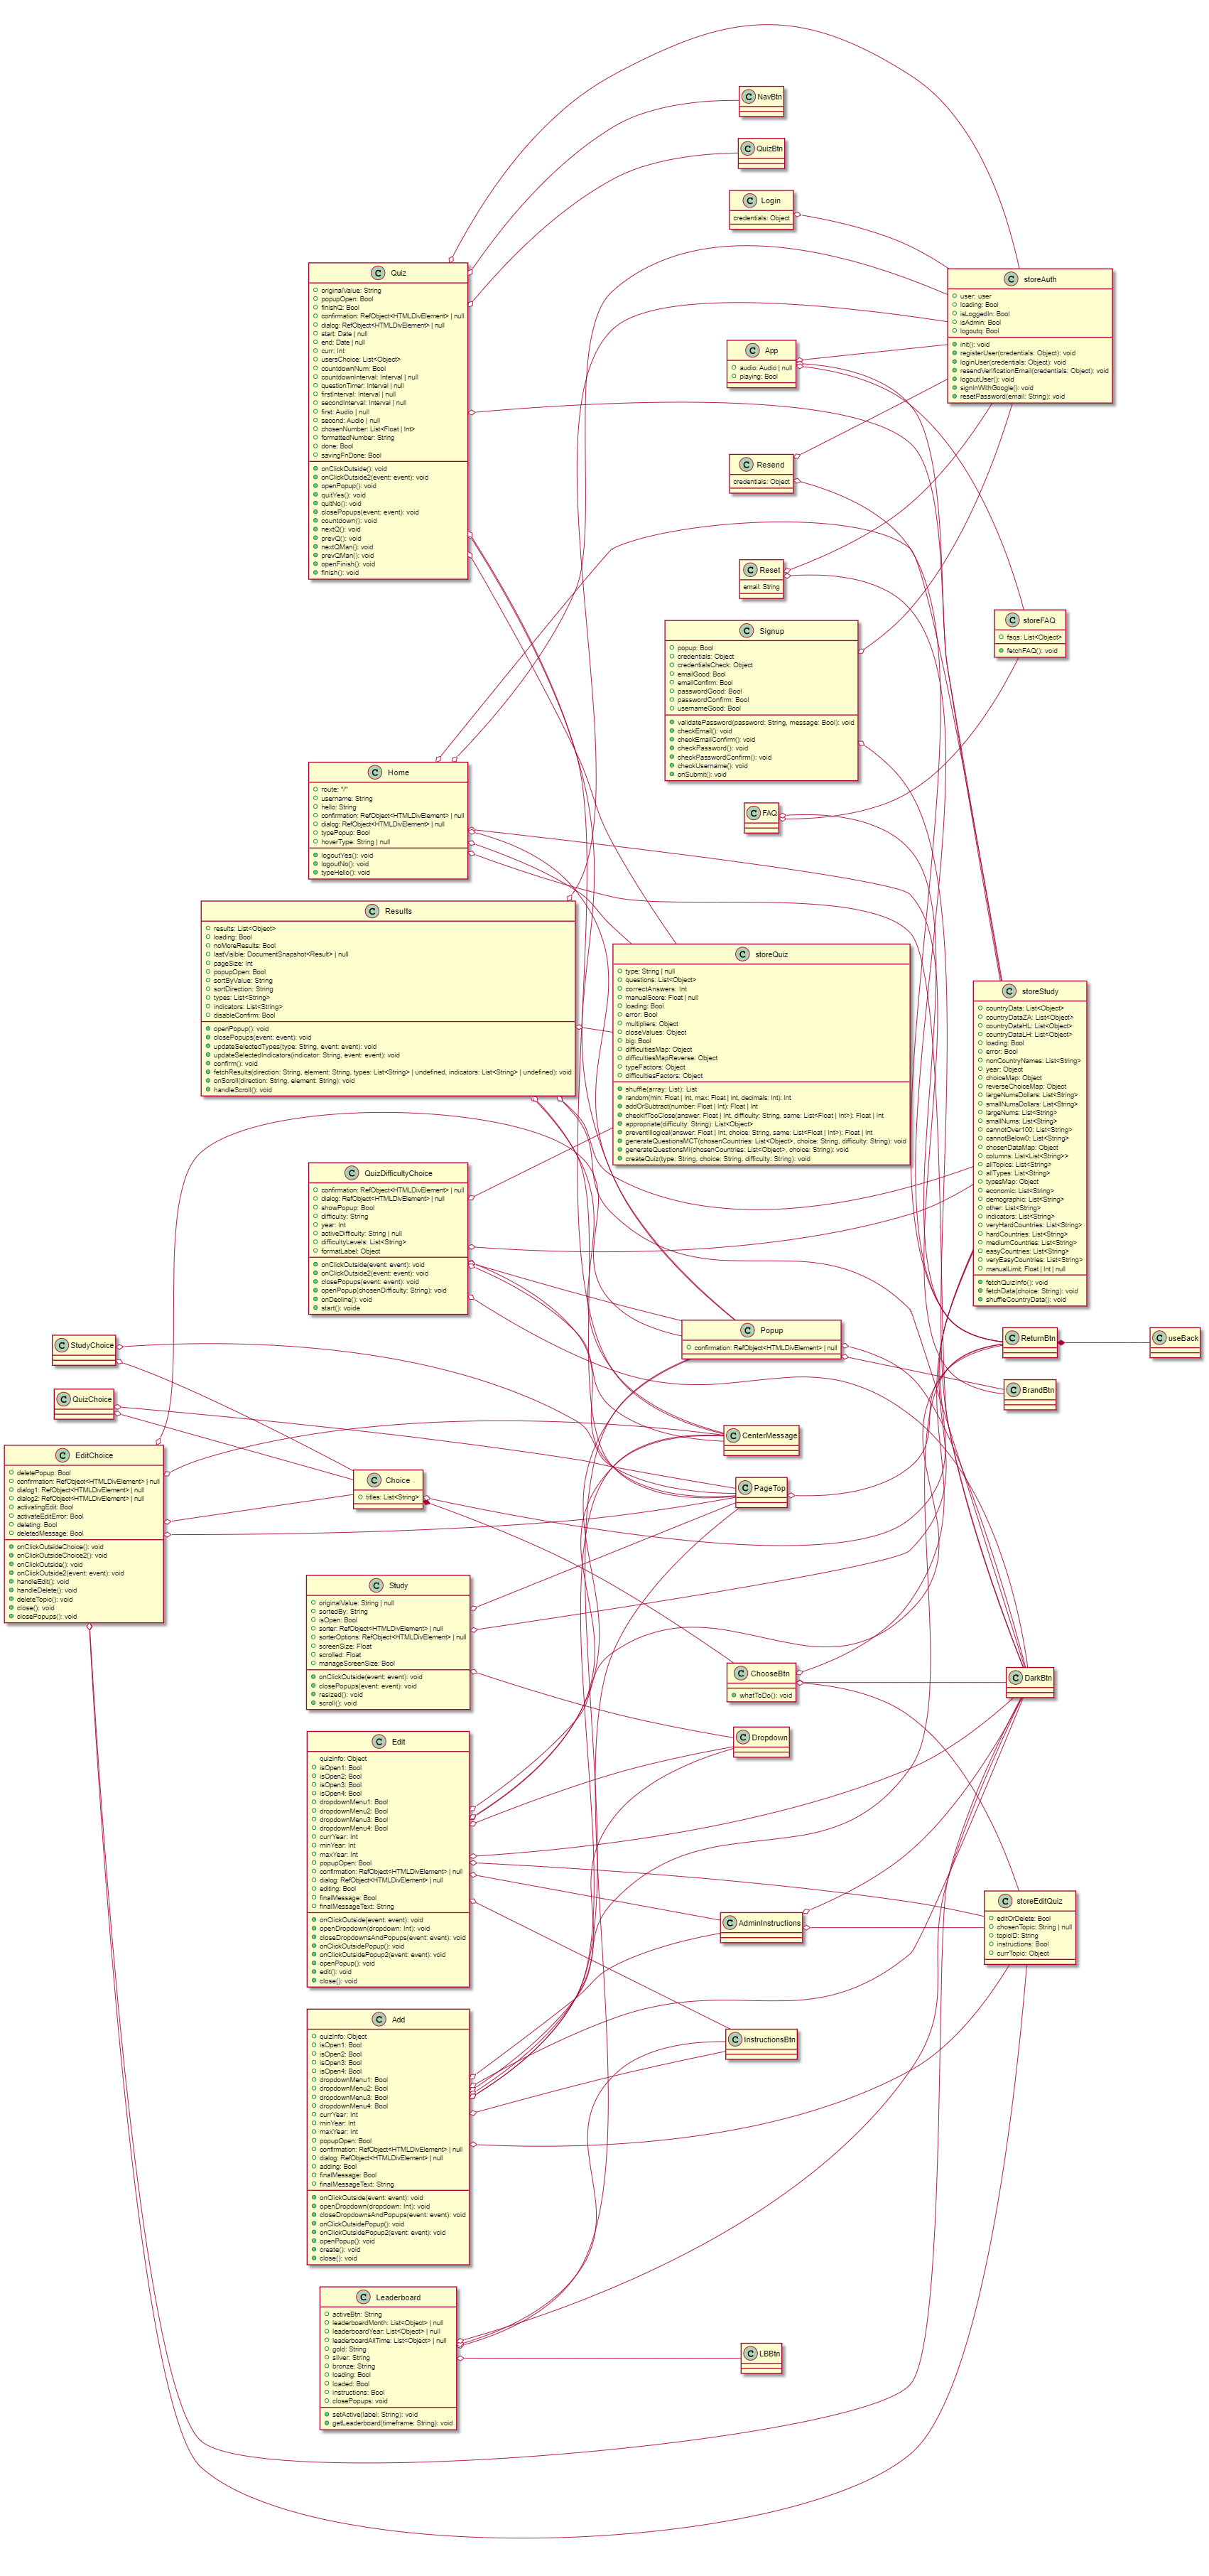 NavBtn
QuizBtn
Login
credentials: Object
Quiz
originalValue: String
popupOpen: Bool
finishQ: Bool
confirmation: RefObject<HTMLDivElement> | null
dialog: RefObject<HTMLDivElement> | null
start: Date | null
end: Date | null
curr: Int
usersChoice: List<Object>
countdownNum: Bool
countdownInterval: Interval | null
questionTimer: Interval | null
firstInterval: Interval | null
secondInterval: Interval | null
first: Audio | null
second: Audio | null
chosenNumber: List<Float | Int>
formattedNumber: String
done: Bool
savingFnDone: Bool
onClickOutside(): void
onClickOutside2(event: event): void
openPopup(): void
quitYes(): void
quitNo(): void
closePopups(event: event): void
countdown(): void
nextQ(): void
prevQ(): void
nextQMan(): void
prevQMan(): void
openFinish(): void
finish(): void
storeAuth
user: user
loading: Bool
isLoggedIn: Bool
isAdmin: Bool
logoutq: Bool
init(): void
registerUser(credentials: Object): void
loginUser(credentials: Object): void
resendVerificationEmail(credentials: Object): void
logoutUser(): void
signInWithGoogle(): void
resetPassword(email: String): void
App
audio: Audio | null
playing: Bool
Resend
credentials: Object
Reset
email: String
storeFAQ
faqs: List<Object>
fetchFAQ(): void
Signup
popup: Bool
credentials: Object
credentialsCheck: Object
emailGood: Bool
emailConfirm: Bool
passwordGood: Bool
passwordConfirm: Bool
usernameGood: Bool
validatePassword(password: String, message: Bool): void
checkEmail(): void
checkEmailConfirm(): void
checkPassword(): void
checkPasswordConfirm(): void
checkUsername(): void
onSubmit(): void
Home
route: "/"
username: String
hello: String
confirmation: RefObject<HTMLDivElement> | null
dialog: RefObject<HTMLDivElement> | null
typePopup: Bool
hoverType: String | null
logoutYes(): void
logoutNo(): void
typeHello(): void
FAQ
Results
results: List<Object>
loading: Bool
noMoreResults: Bool
lastVisible: DocumentSnapshot<Result> | null
pageSize: Int
popupOpen: Bool
sortByValue: String
sortDirection: String
types: List<String>
indicators: List<String>
disableConfirm: Bool
openPopup(): void
closePopups(event: event): void
updateSelectedTypes(type: String, event: event): void
updateSelectedIndicators(indicator: String, event: event): void
confirm(): void
fetchResults(direction: String, element: String, types: List<String> | undefined, indicators: List<String> | undefined): void
onScroll(direction: String, element: String): void
handleScroll(): void
storeQuiz
type: String | null
questions: List<Object>
correctAnswers: Int
manualScore: Float | null
loading: Bool
error: Bool
multipliers: Object
closeValues: Object
big: Bool
difficultiesMap: Object
difficultiesMapReverse: Object
typeFactors: Object
difficultiesFactors: Object
shuffle(array: List): List
random(min: Float | Int, max: Float | Int, decimals: Int): Int
addOrSubtract(number: Float | Int): Float | Int
checkIfTooClose(answer: Float | Int, difficulty: String, same: List<Float | Int>): Float | Int
appropriate(difficulty: String): List<Object>
preventIllogical(answer: Float | Int, choice: String, same: List<Float | Int>): Float | Int
generateQuestionsMCT(chosenCountries: List<Object>, choice: String, difficulty: String): void
generateQuestionsMI(chosenCountries: List<Object>, choice: String): void
createQuiz(type: String, choice: String, difficulty: String): void
storeStudy
countryData: List<Object>
countryDataZA: List<Object>
countryDataHL: List<Object>
countryDataLH: List<Object>
loading: Bool
error: Bool
nonCountryNames: List<String>
year: Object
choiceMap: Object
reverseChoiceMap: Object
largeNumsDollars: List<String>
smallNumsDollars: List<String>
largeNums: List<String>
smallNums: List<String>
cannotOver100: List<String>
cannotBelow0: List<String>
chosenDataMap: Object
columns: List<List<String>>
allTopics: List<String>
allTypes: List<String>
typesMap: Object
economic: List<String>
demographic: List<String>
other: List<String>
indicators: List<String>
veryHardCountries: List<String>
hardCountries: List<String>
mediumCountries: List<String>
easyCountries: List<String>
veryEasyCountries: List<String>
manualLimit: Float | Int | null
fetchQuizInfo(): void
fetchData(choice: String): void
shuffleCountryData(): void
QuizDifficultyChoice
confirmation: RefObject<HTMLDivElement> | null
dialog: RefObject<HTMLDivElement> | null
showPopup: Bool
difficulty: String
year: Int
activeDifficulty: String | null
difficultyLevels: List<String>
formatLabel: Object
onClickOutside(event: event): void
onClickOutside2(event: event): void
closePopups(event: event): void
openPopup(chosenDifficulty: String): void
onDecline(): void
start(): voide
Popup
confirmation: RefObject<HTMLDivElement> | null
ReturnBtn
useBack
BrandBtn
StudyChoice
QuizChoice
CenterMessage
EditChoice
deletePopup: Bool
confirmation: RefObject<HTMLDivElement> | null
dialog1: RefObject<HTMLDivElement> | null
dialog2: RefObject<HTMLDivElement> | null
activatingEdit: Bool
activateEditError: Bool
deleting: Bool
deletedMessage: Bool
onClickOutsideChoice(): void
onClickOutsideChoice2(): void
onClickOutside(): void
onClickOutside2(event: event): void
handleEdit(): void
handleDelete(): void
deleteTopic(): void
close(): void
closePopups(): void
Choice
titles: List<String>
PageTop
Study
originalValue: String | null
sortedBy: String
isOpen: Bool
sorter: RefObject<HTMLDivElement> | null
sorterOptions: RefObject<HTMLDivElement> | null
screenSize: Float
scrolled: Float
manageScreenSize: Bool
onClickOutside(event: event): void
closePopups(event: event): void
resized(): void
scroll(): void
ChooseBtn
whatToDo(): void
DarkBtn
Dropdown
Edit
quizInfo: Object
isOpen1: Bool
isOpen2: Bool
isOpen3: Bool
isOpen4: Bool
dropdownMenu1: Bool
dropdownMenu2: Bool
dropdownMenu3: Bool
dropdownMenu4: Bool
currYear: Int
minYear: Int
maxYear: Int
popupOpen: Bool
confirmation: RefObject<HTMLDivElement> | null
dialog: RefObject<HTMLDivElement> | null
editing: Bool
finalMessage: Bool
finalMessageText: String
onClickOutside(event: event): void
openDropdown(dropdown: Int): void
closeDropdownsAndPopups(event: event): void
onClickOutsidePopup(): void
onClickOutsidePopup2(event: event): void
openPopup(): void
edit(): void
close(): void
storeEditQuiz
editOrDelete: Bool
chosenTopic: String | null
topicID: String
instructions: Bool
currTopic: Object
AdminInstructions
InstructionsBtn
Add
quizInfo: Object
isOpen1: Bool
isOpen2: Bool
isOpen3: Bool
isOpen4: Bool
dropdownMenu1: Bool
dropdownMenu2: Bool
dropdownMenu3: Bool
dropdownMenu4: Bool
currYear: Int
minYear: Int
maxYear: Int
popupOpen: Bool
confirmation: RefObject<HTMLDivElement> | null
dialog: RefObject<HTMLDivElement> | null
adding: Bool
finalMessage: Bool
finalMessageText: String
onClickOutside(event: event): void
openDropdown(dropdown: Int): void
closeDropdownsAndPopups(event: event): void
onClickOutsidePopup(): void
onClickOutsidePopup2(event: event): void
openPopup(): void
create(): void
close(): void
Leaderboard
activeBtn: String
leaderboardMonth: List<Object> | null
leaderboardYear: List<Object> | null
leaderboardAllTime: List<Object> | null
gold: String
silver: String
bronze: String
loading: Bool
loaded: Bool
instructions: Bool
closePopups: void
setActive(label: String): void
getLeaderboard(timeframe: String): void
LBBtn